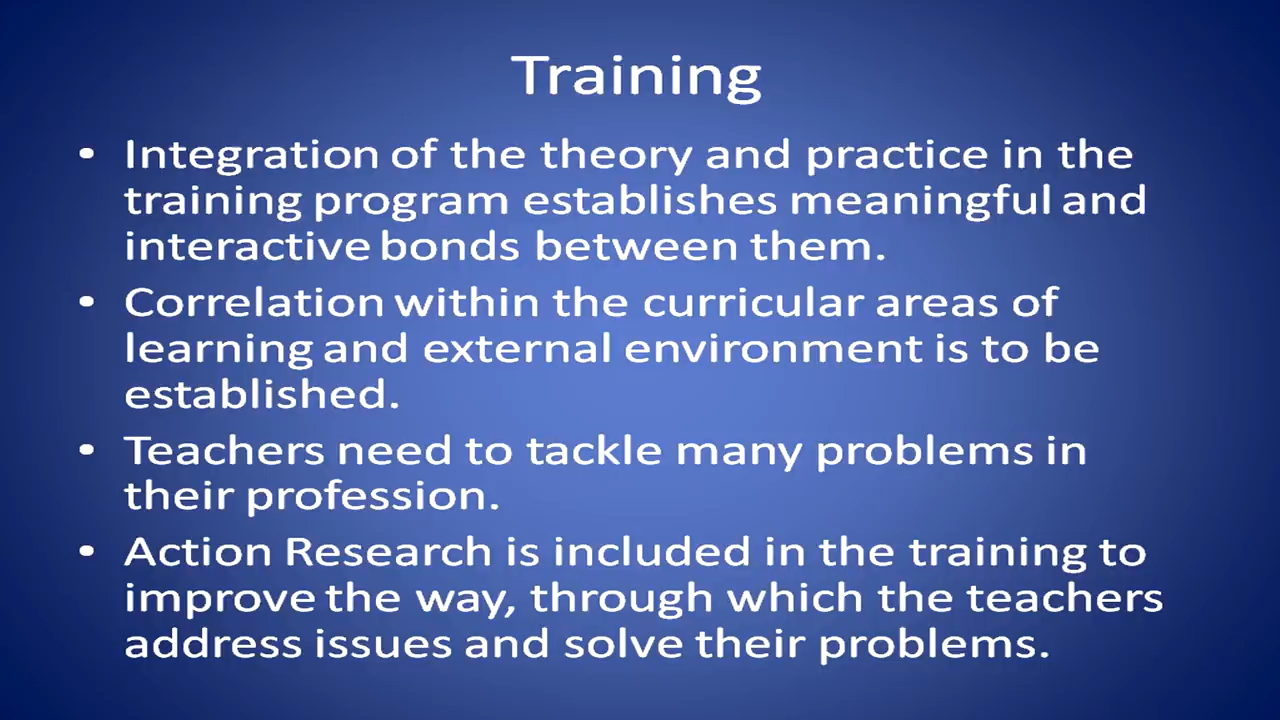 Training
• Integration of the theory and practice in the
training program establishes meaningful and
interactive bonds between them.
• Correlation within the curricular areas of
learning and external environment is to be
established.
• Teachers need to tackle many problems in
their profession.
• Action Research is included in the training to
improve the way, through which the teachers
address issues and solve their problems.